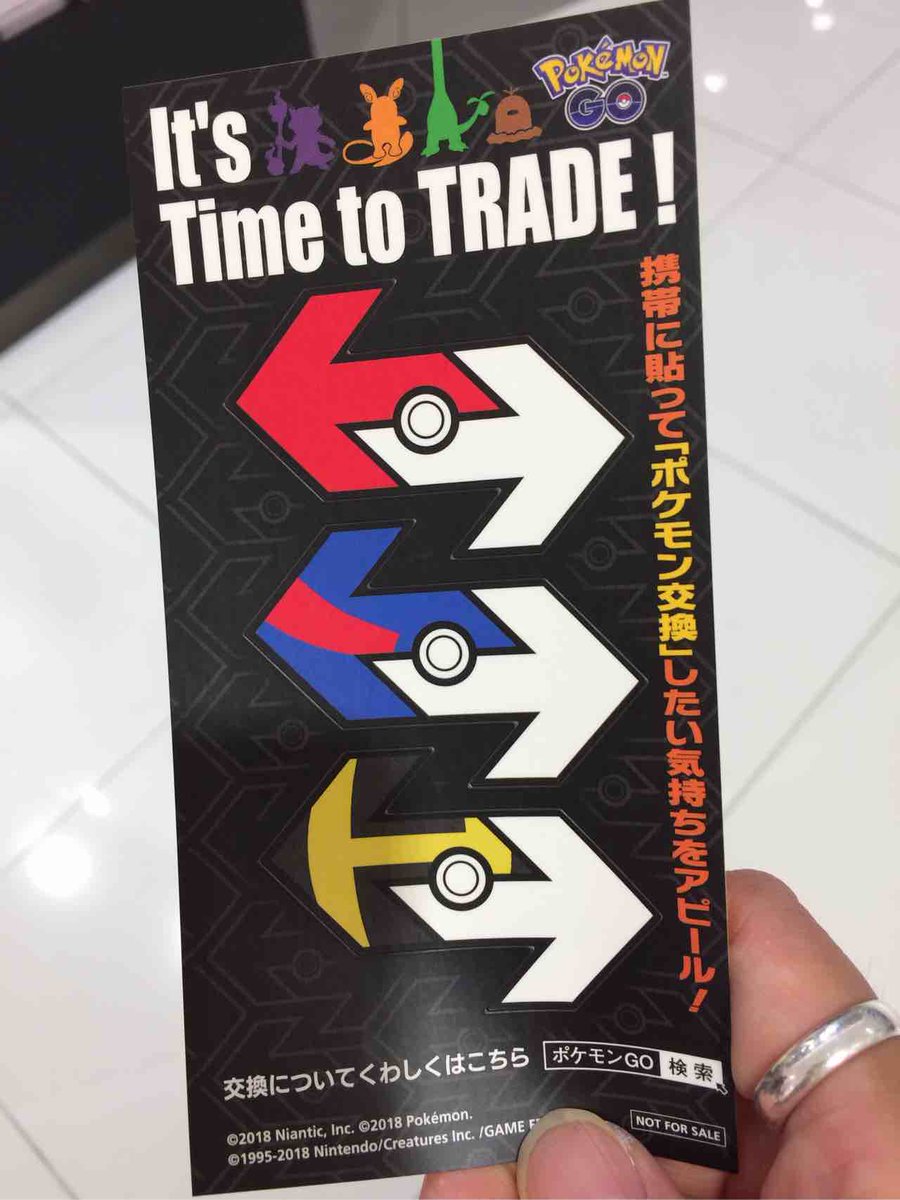 It's
POKÉMON
GO
Time to TRADE!
携帯に貼って「ポケモン交換」したい気持ちをアピール!
交換についてくわしくはこちら ポケモンGO 検索
©2018 Niantic, Inc. ©2018 Pokémon.
©1995-2018 Nintendo/Creatures Inc. /GAME
NOT FOR SALE